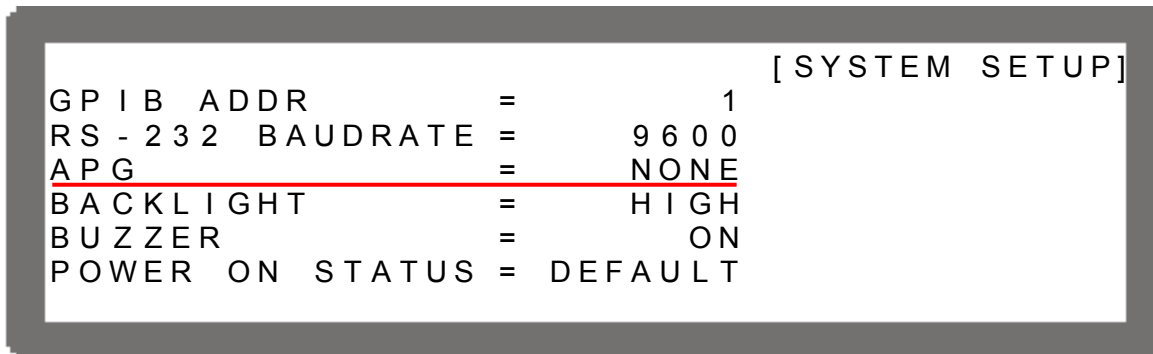 [SYSTEM SETUP]
GPIB ADDR = 1
RS-232 BAUDRATE = 9600
APG = NONE
BACKLIGHT = HIGH
BUZZER = ON
POWER ON STATUS = DEFAULT